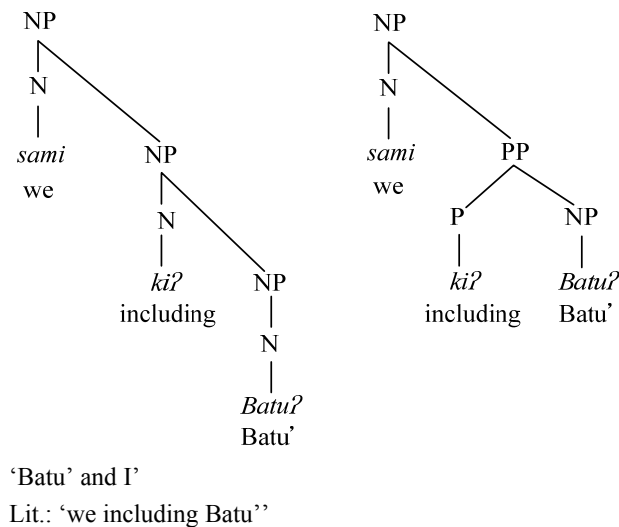 NP NP
N N
sami NP sami PP
we we
N P NP
kiʔ NP kiʔ Batuʔ
including including Batu’
N
Batuʔ
Batu’
‘Batu’ and I’
Lit.: ‘we including Batu’’